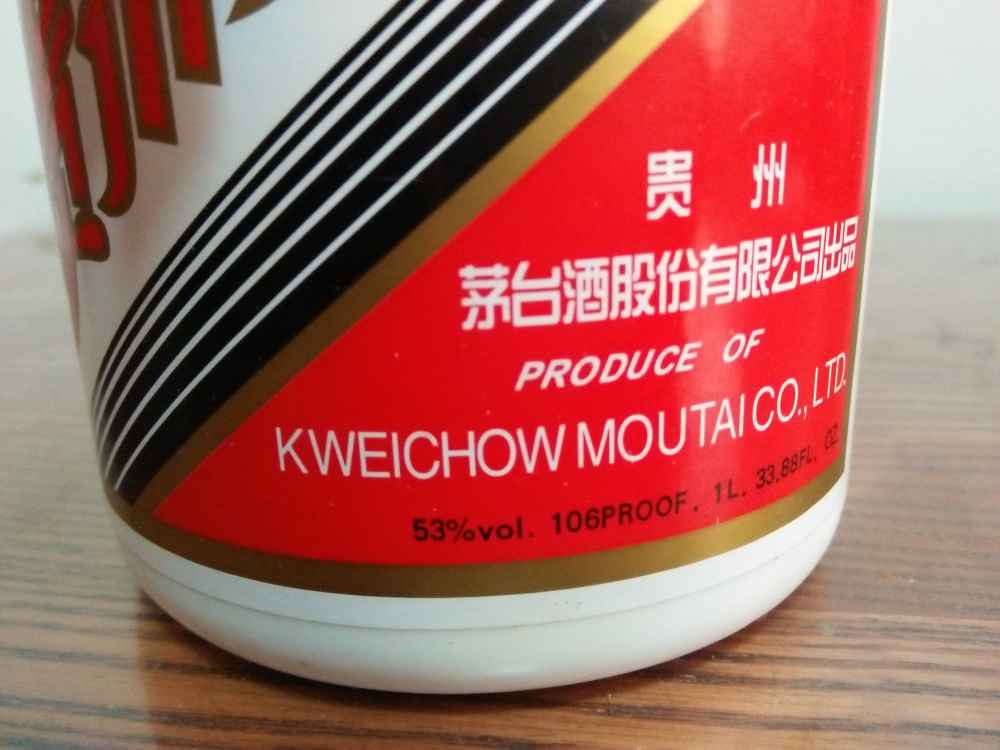 贵 州
茅台酒股份有限公司出品
PRODUCE OF
KWEICHOW MOUTAI CO., LTD.
53%vol. 106PROOF. 1L. 33.88FL. OZ